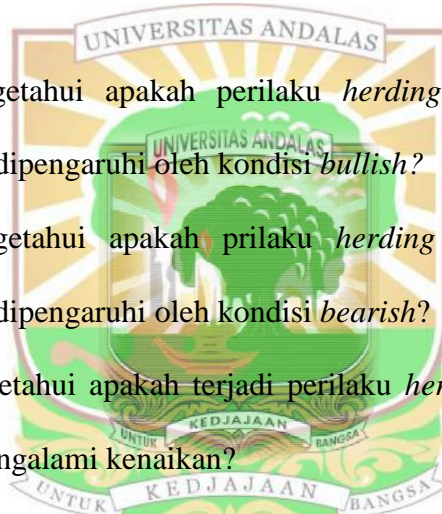 UNIVERSITAS ANDALAS
getahui apakah perilaku herding
UNIVERSITAS ANDALAS
dipengaruhi oleh kondisi bullish?
getahui apakah prilaku herding
dipengaruhi oleh kondisi bearish?
etahui apakah terjadi perilaku her
KEDJAJAAN
UNTUK BANGSA
ngalami kenaikan?
UNTUK KEDJAJAAN BANGSA